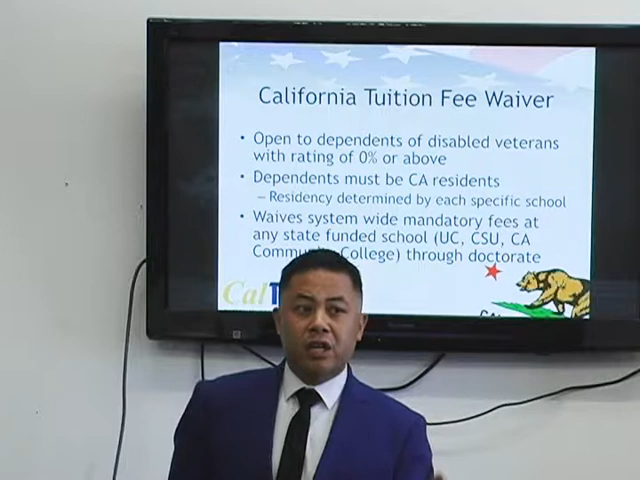 California Tuition Fee Waiver
• Open to dependents of disabled veterans
with rating of 0% or above
• Dependents must be CA residents
– Residency determined by each specific school
• Waives system wide mandatory fees at
any state funded school (UC, CSU, CA
College) through doctorate
Cal